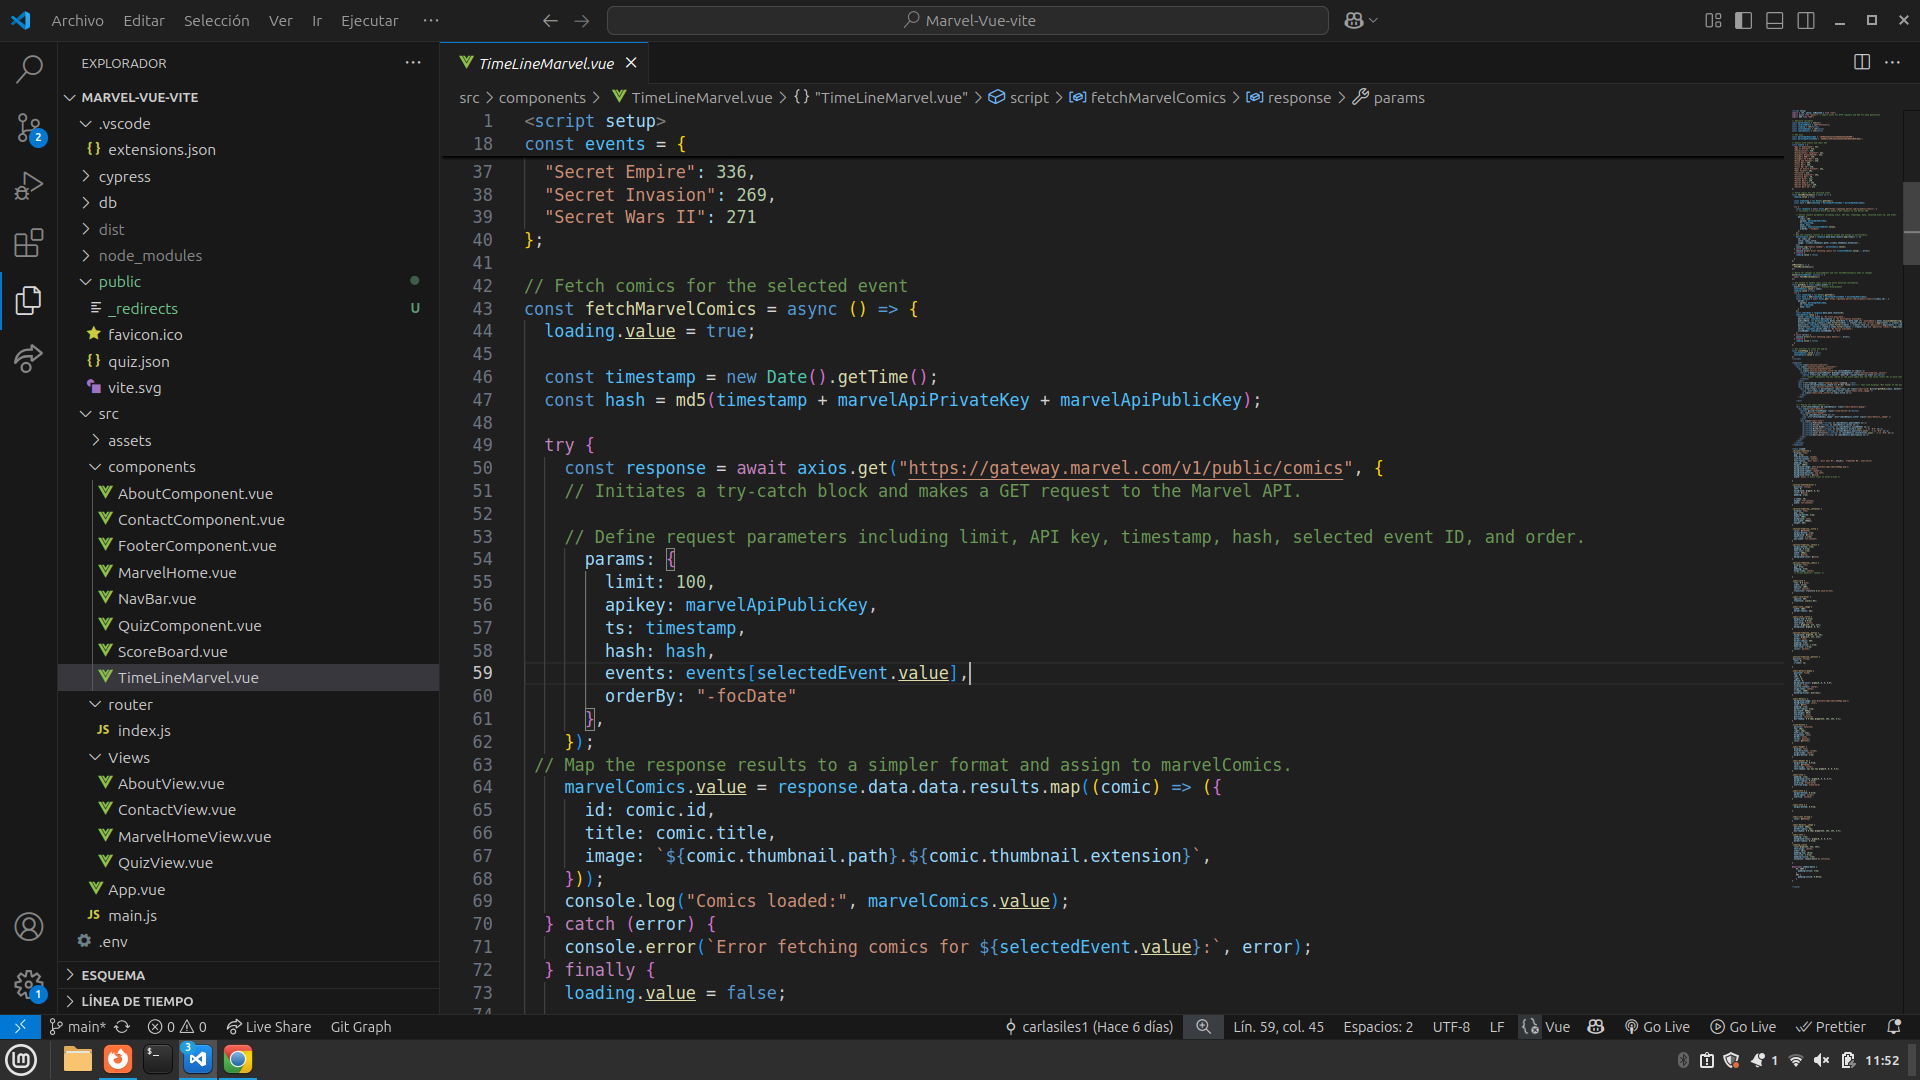 Archivo Editar Selección Ver Ir Ejecutar ···
Marvel-Vue-vite
EXPLORADOR
MARVEL-VUE-VITE
.vscode
{} extensions.json
cypress
db
dist
node_modules
public
_redirects U
favicon.ico
{} quiz.json
vite.svg
src
assets
components
AboutComponent.vue
ContactComponent.vue
FooterComponent.vue
MarvelHome.vue
NavBar.vue
QuizComponent.vue
ScoreBoard.vue
TimeLineMarvel.vue
router
JS index.js
Views
AboutView.vue
ContactView.vue
MarvelHomeView.vue
QuizView.vue
App.vue
JS main.js
.env
ESQUEMA
LÍNEA DE TIEMPO
2
1
TimeLineMarvel.vue
src > components > TimeLineMarvel.vue > {} "TimeLineMarvel.vue" > script > fetchMarvelComics > response > params
1 <script setup>
18 const events = {
37 "Secret Empire": 336,
38 "Secret Invasion": 269,
39 "Secret Wars II": 271
40 };
41
42 // Fetch comics for the selected event
43 const fetchMarvelComics = async () => {
44 loading.value = true;
45
46 const timestamp = new Date().getTime();
47 const hash = md5(timestamp + marvelApiPrivateKey + marvelApiPublicKey);
48
49 try {
50 const response = await axios.get("https://gateway.marvel.com/v1/public/comics", {
51 // Initiates a try-catch block and makes a GET request to the Marvel API.
52
53 // Define request parameters including limit, API key, timestamp, hash, selected event ID, and order.
54 params: {
55 limit: 100,
56 apikey: marvelApiPublicKey,
57 ts: timestamp,
58 hash: hash,
59 events: events[selectedEvent.value],
60 orderBy: "-focDate"
61 },
62 });
63 // Map the response results to a simpler format and assign to marvelComics.
64 marvelComics.value = response.data.data.results.map((comic) => ({
65 id: comic.id,
66 title: comic.title,
67 image: `${comic.thumbnail.path}.${comic.thumbnail.extension}`,
68 }));
69 console.log("Comics loaded:", marvelComics.value);
70 } catch (error) {
71 console.error(`Error fetching comics for ${selectedEvent.value}:`, error);
72 } finally {
73 loading.value = false;
main* 0 0 Live Share Git Graph
carlasiles1 (Hace 6 días) Lín. 59, col. 45 Espacios: 2 UTF-8 LF Vue Go Live Go Live Prettier
3
1 11:52